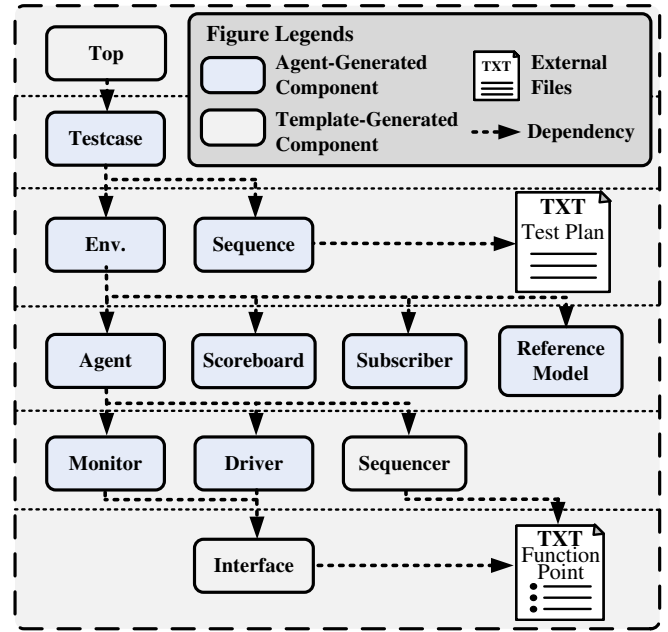 Top
Figure Legends
Agent-Generated
Component
TXT
External
Files
Template-Generated
Component
Dependency
Testcase
Env.
Sequence
TXT
Test Plan
Agent
Scoreboard
Subscriber
Reference
Model
Monitor
Driver
Sequencer
Interface
TXT
Function
Point